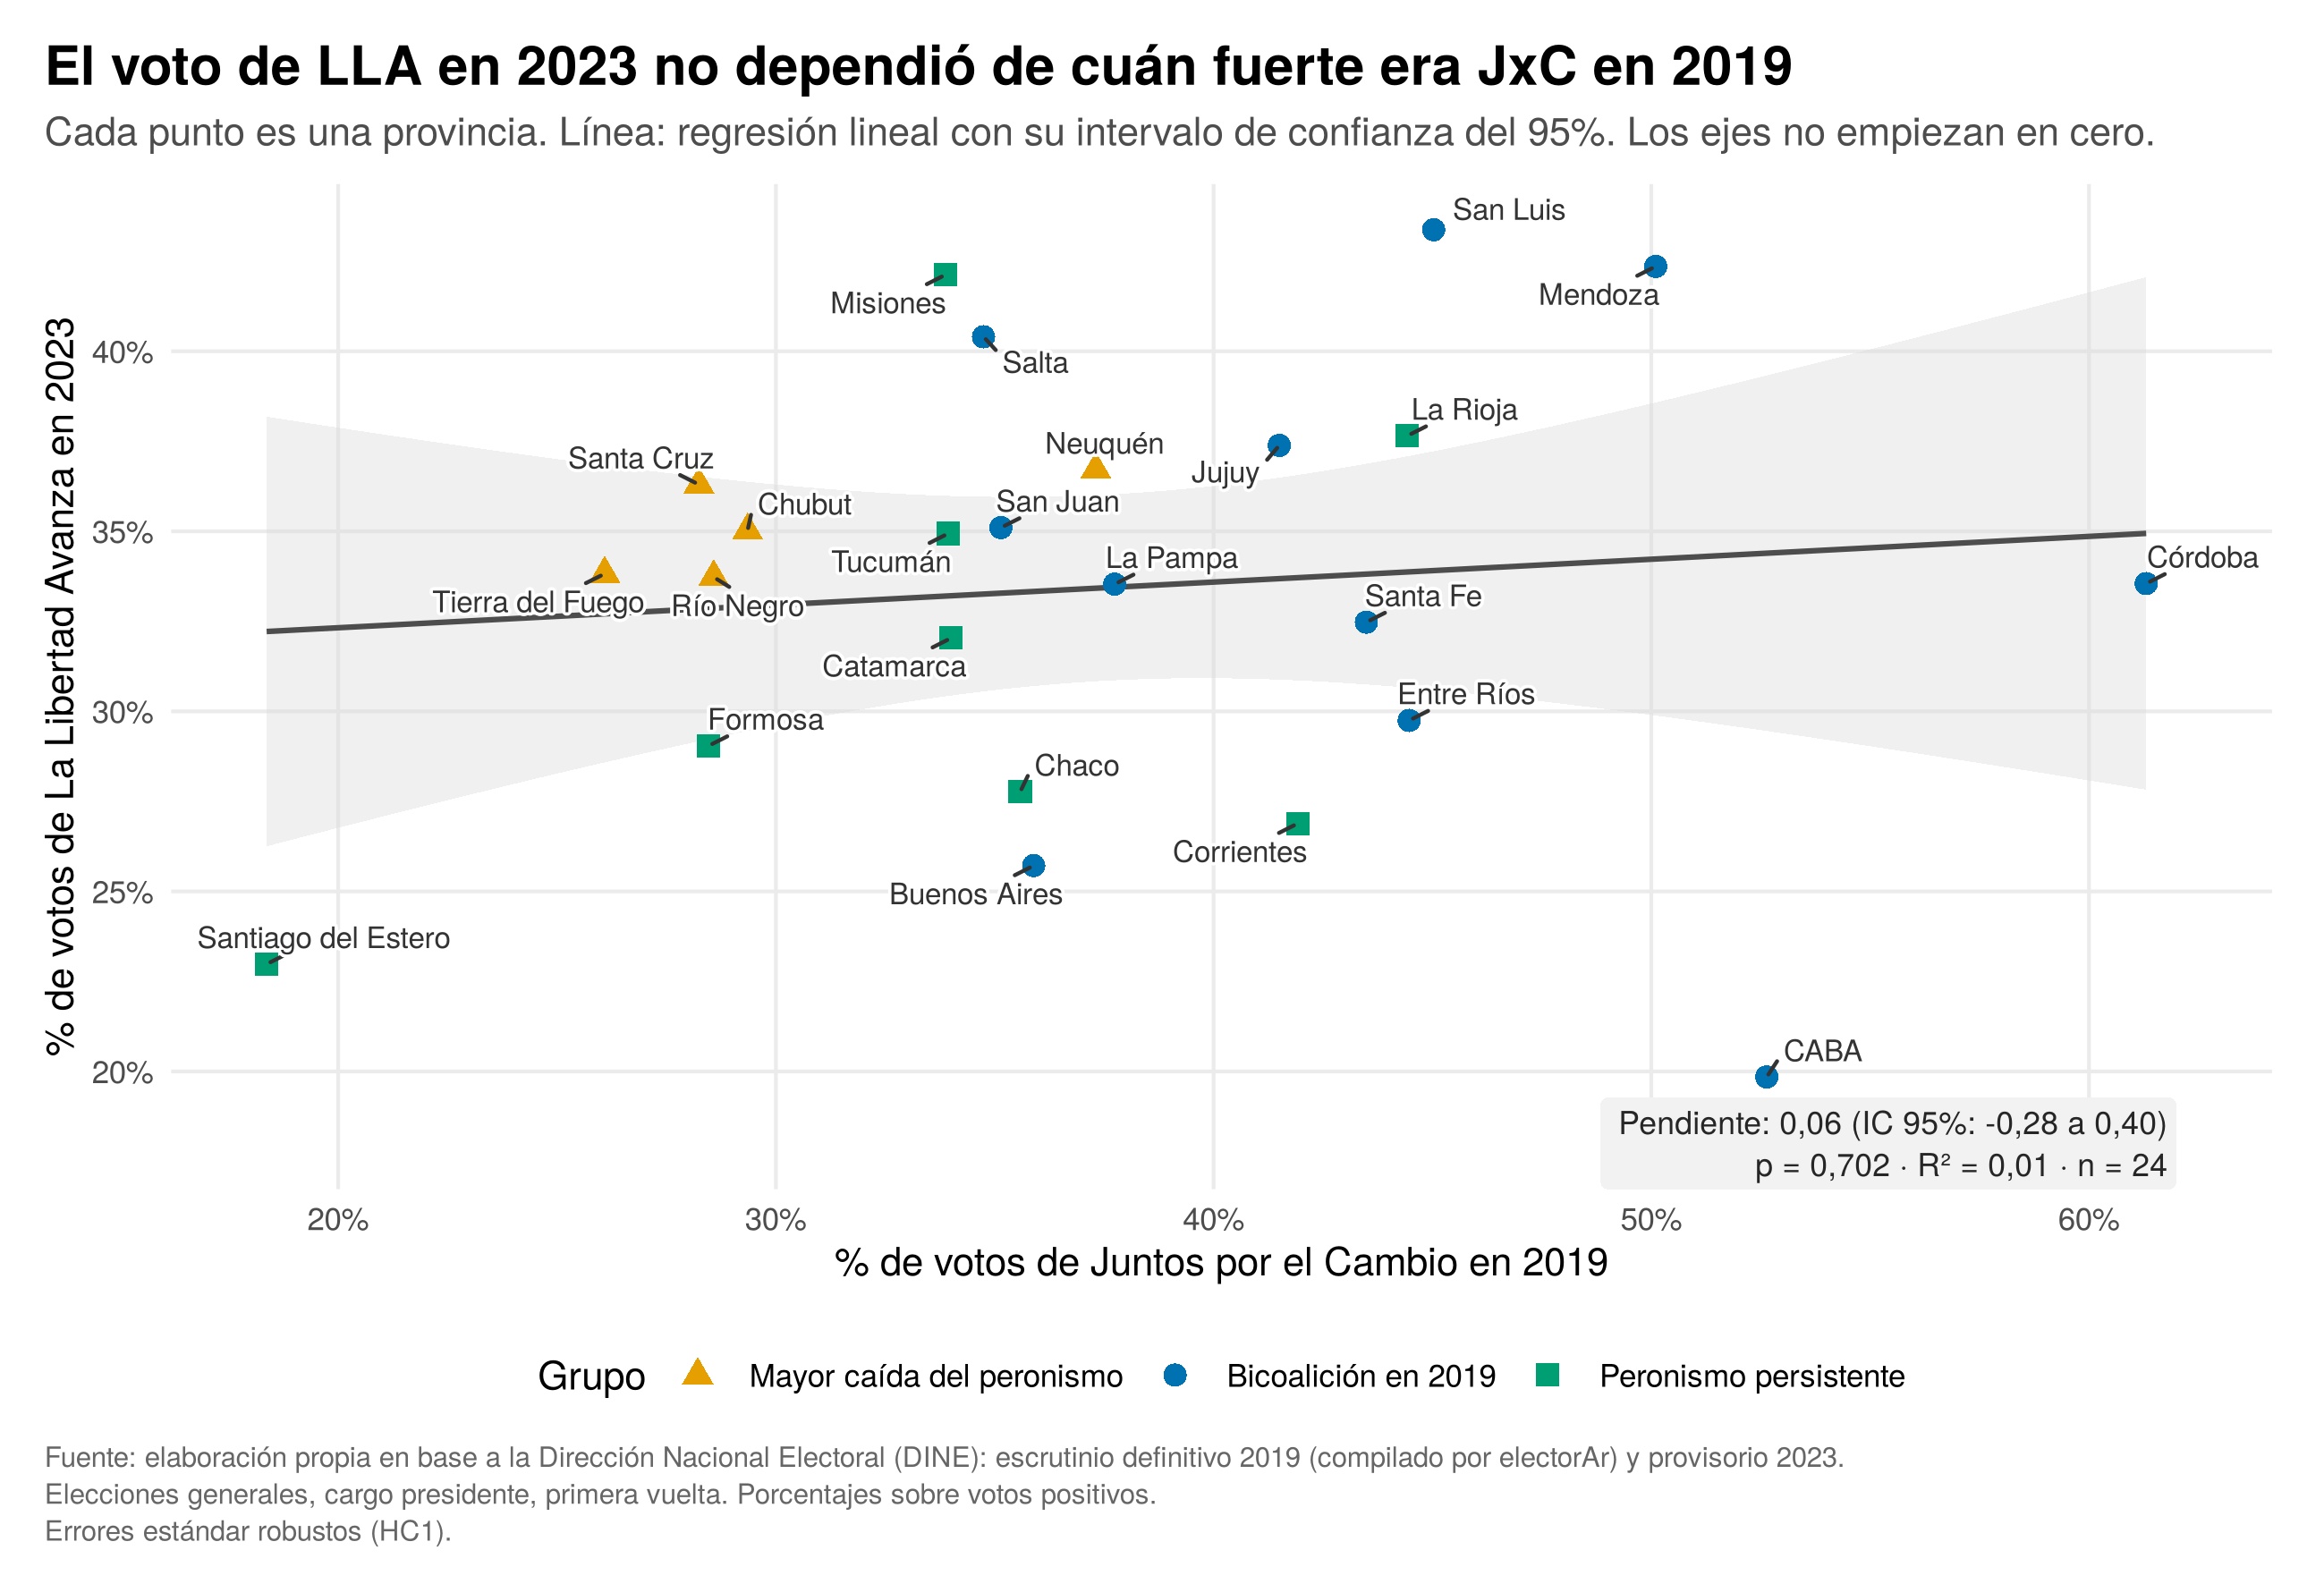 El voto de LLA en 2023 no dependió de cuán fuerte era JxC en 2019
Cada punto es una provincia. Línea: regresión lineal con su intervalo de confianza del 95%. Los ejes no empiezan en cero.
San Luis
Mendoza
Misiones
Salta
La Rioja
Neuquén
Jujuy
Santa Cruz
Chubut
San Juan
Tucumán
La Pampa
Córdoba
Tierra del Fuego
Río Negro
Santa Fe
Catamarca
Entre Ríos
Formosa
Chaco
Corrientes
Buenos Aires
Santiago del Estero
CABA
% de votos de La Libertad Avanza en 2023
40%
35%
30%
25%
20%
Pendiente: 0,06 (IC 95%: -0,28 a 0,40)
p = 0,702 · R² = 0,01 · n = 24
20%
30%
40%
50%
60%
% de votos de Juntos por el Cambio en 2019
Grupo
Mayor caída del peronismo
Bicoalición en 2019
Peronismo persistente
Fuente: elaboración propia en base a la Dirección Nacional Electoral (DINE): escrutinio definitivo 2019 (compilado por electorAr) y provisorio 2023.
Elecciones generales, cargo presidente, primera vuelta. Porcentajes sobre votos positivos.
Errores estándar robustos (HC1).